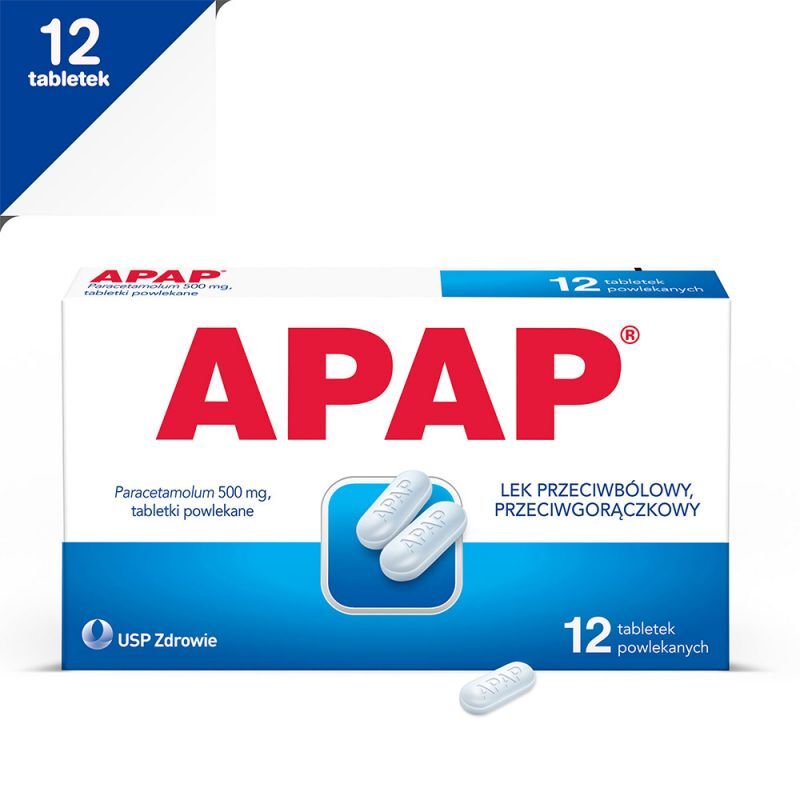 12
tabletek
APAP®
Paracetamolum 500 mg,
tabletki powlekane
12 tabletek
powlekanych
APAP®
Paracetamolum 500 mg,
tabletki powlekane
APAP
APAP
LEK PRZECIWBÓLOWY,
PRZECIWGORĄCZKOWY
USP Zdrowie
12 tabletek
powlekanych
APAP